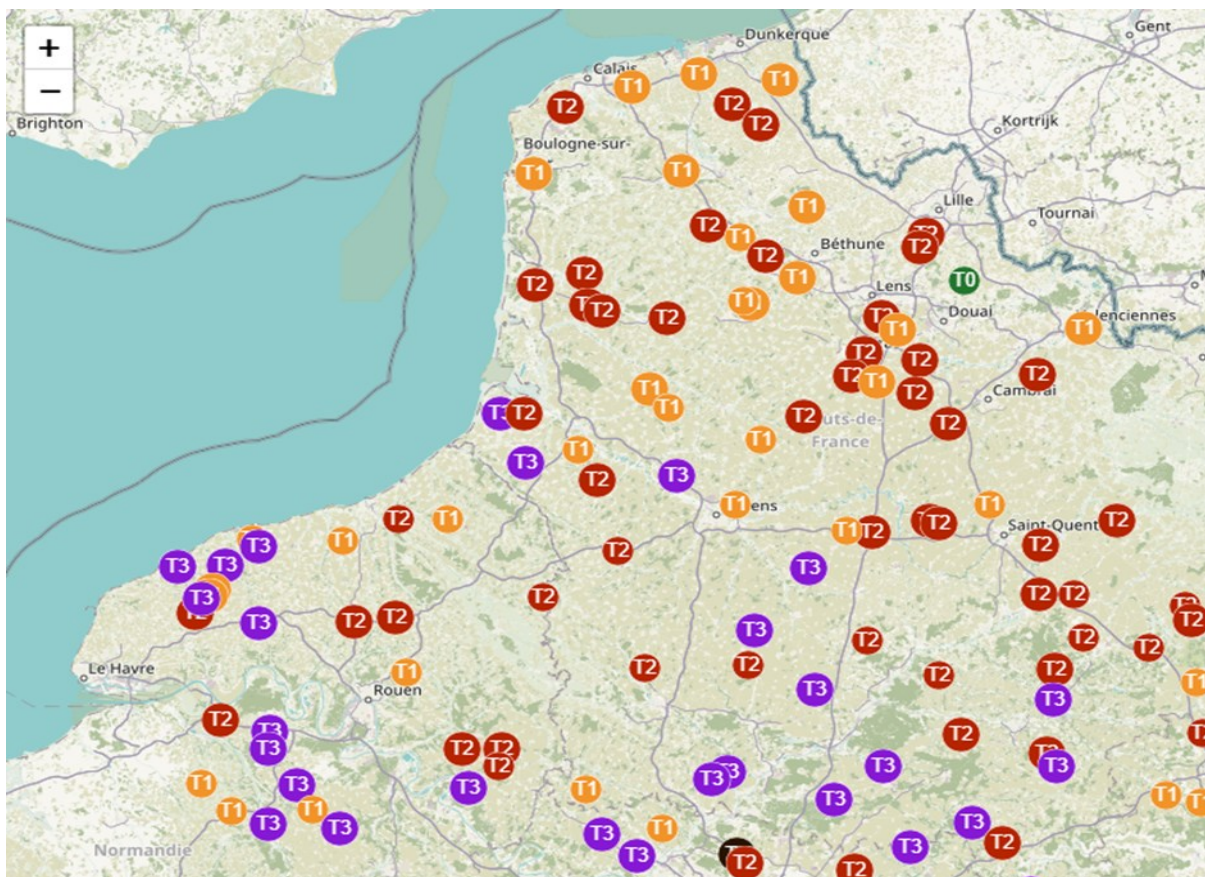 +
−
Brighton
Dunkerque
Gent
Calais
T1
T1
T1
T2
T2
T2
Kortrijk
Boulogne-sur-
T1
T1
T1
Lille
Tournai
T2
T1
T2
T2
Béthune
T2
T1
T0
T2
T2
Lens
T1
T2
T2
T2
Douai
T1
T1
lenciennes
T2
T2
T2
T1
T2
T2
T1
T1
Cambrai
T2
T2
T2
uts-de-
France
T1
T1
T2
T3
T3
T1
T1
ens
T2
T1
T1
T2
T2
T2
Saint-Quent
T1
T3
T2
T2
T3
T3
T3
T2
T2
T2
T2
T3
T2
T2
T3
T3
T2
T2
T2
Le Havre
T1
T2
T2
T2
T2
T1
Rouen
T3
T3
T2
T3
T2
T2
T2
T3
T2
T3
T3
T3
T1
T3
T3
T1
T3
T1
T1
T1
T3
T3
T3
T1
T3
T2
Normandie
T3
T3
T2
T2